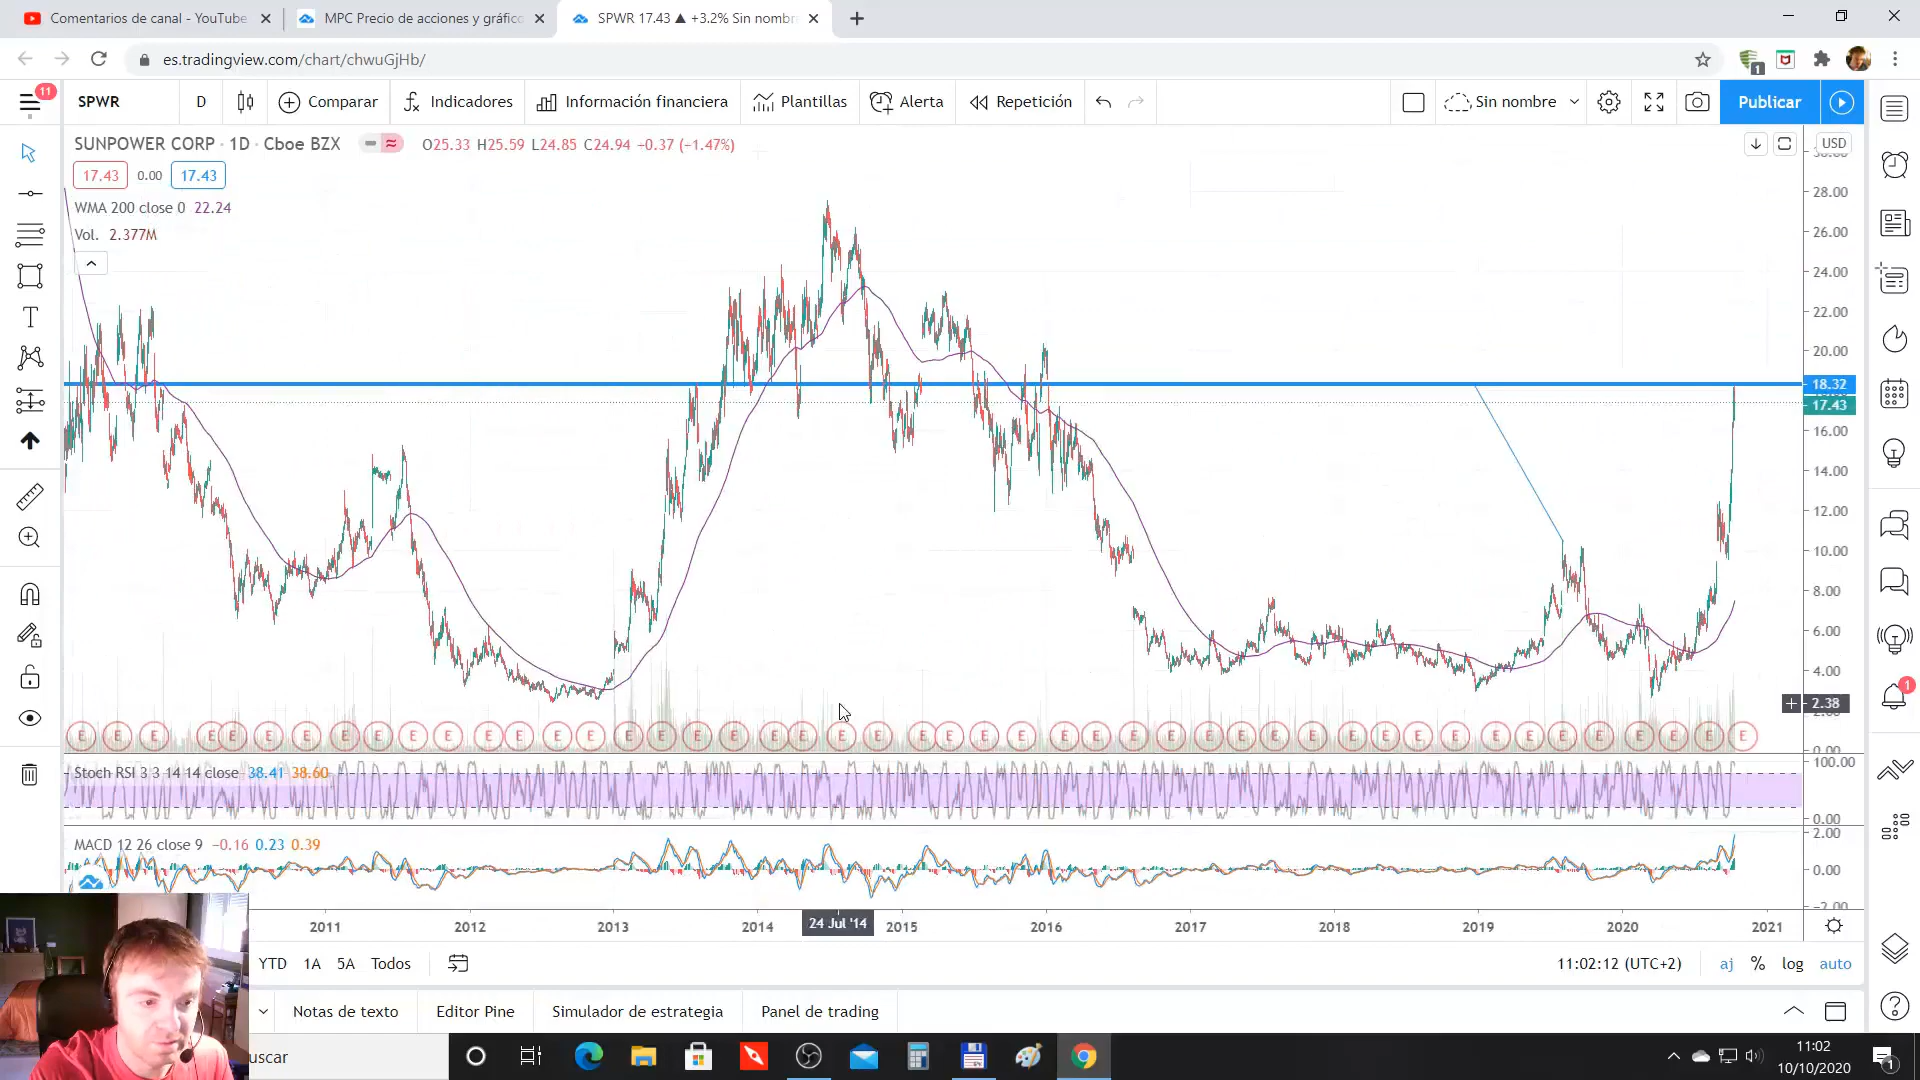 Comentarios de canal - YouTube
MPC Precio de acciones y gráfico
SPWR 17.43 ▲ +3.2% Sin nombr
es.tradingview.com/chart/chwuGjHb/
1
11
SPWR
D
Comparar
Indicadores
Información financiera
Plantillas
Alerta
Repetición
Sin nombre
Publicar
SUNPOWER CORP · 1D · Cboe BZX
O25.33 H25.59 L24.85 C24.94 +0.37 (−1.47%)
USD
17.43 0.00 17.43
WMA 200 close 0 22.24
Vol. 2.377M
30.00
28.00
26.00
24.00
22.00
20.00
18.32
17.43
16.00
14.00
12.00
10.00
8.00
6.00
4.00
2.38
0.00
1
E E E E E E E E E E E E E E E E E E E E E E E E E E E E E E E E E E E E E E E E E E E E E E E
Stoch RSI 3 3 14 14 close 38.41 38.60
100.00
0.00
MACD 12 26 close 9 −0.16 0.23 0.39
2.00
0.00
−2.00
2011 2012 2013 2014 24 Jul '14 2015 2016 2017 2018 2019 2020 2021
YTD 1A 5A Todos
11:02:12 (UTC+2)
aj % log auto
Notas de texto
Editor Pine
Simulador de estrategia
Panel de trading
uscar
11:02
10/10/2020
1